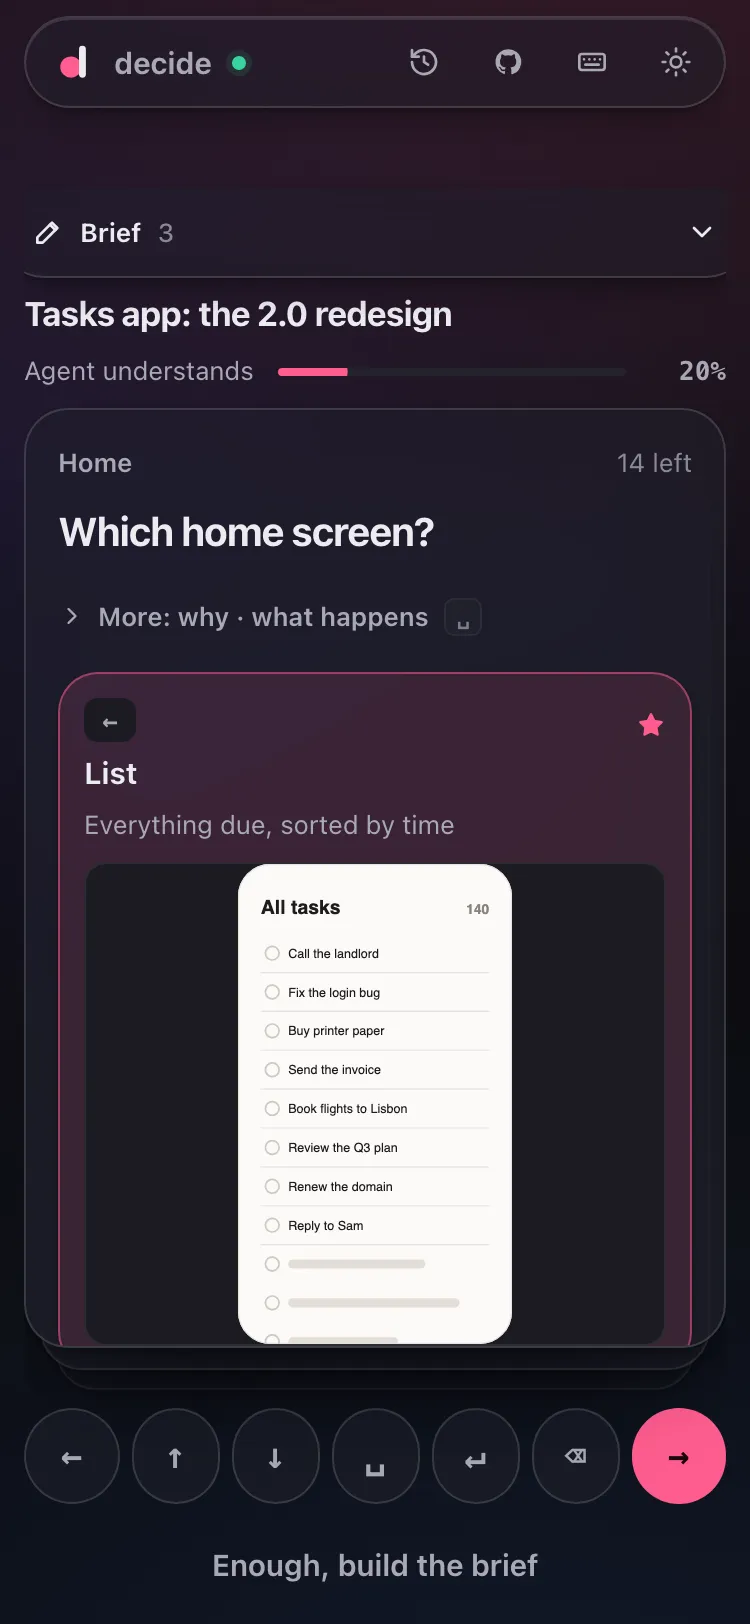 decide
Brief 3
Tasks app: the 2.0 redesign
Agent understands 20%
Home 14 left
Which home screen?
More: why · what happens ␣
←
List
Everything due, sorted by time
All tasks 140
Call the landlord
Fix the login bug
Buy printer paper
Send the invoice
Book flights to Lisbon
Review the Q3 plan
Renew the domain
Reply to Sam
← ↑ ↓ ␣ ↵ ⌫ →
Enough, build the brief